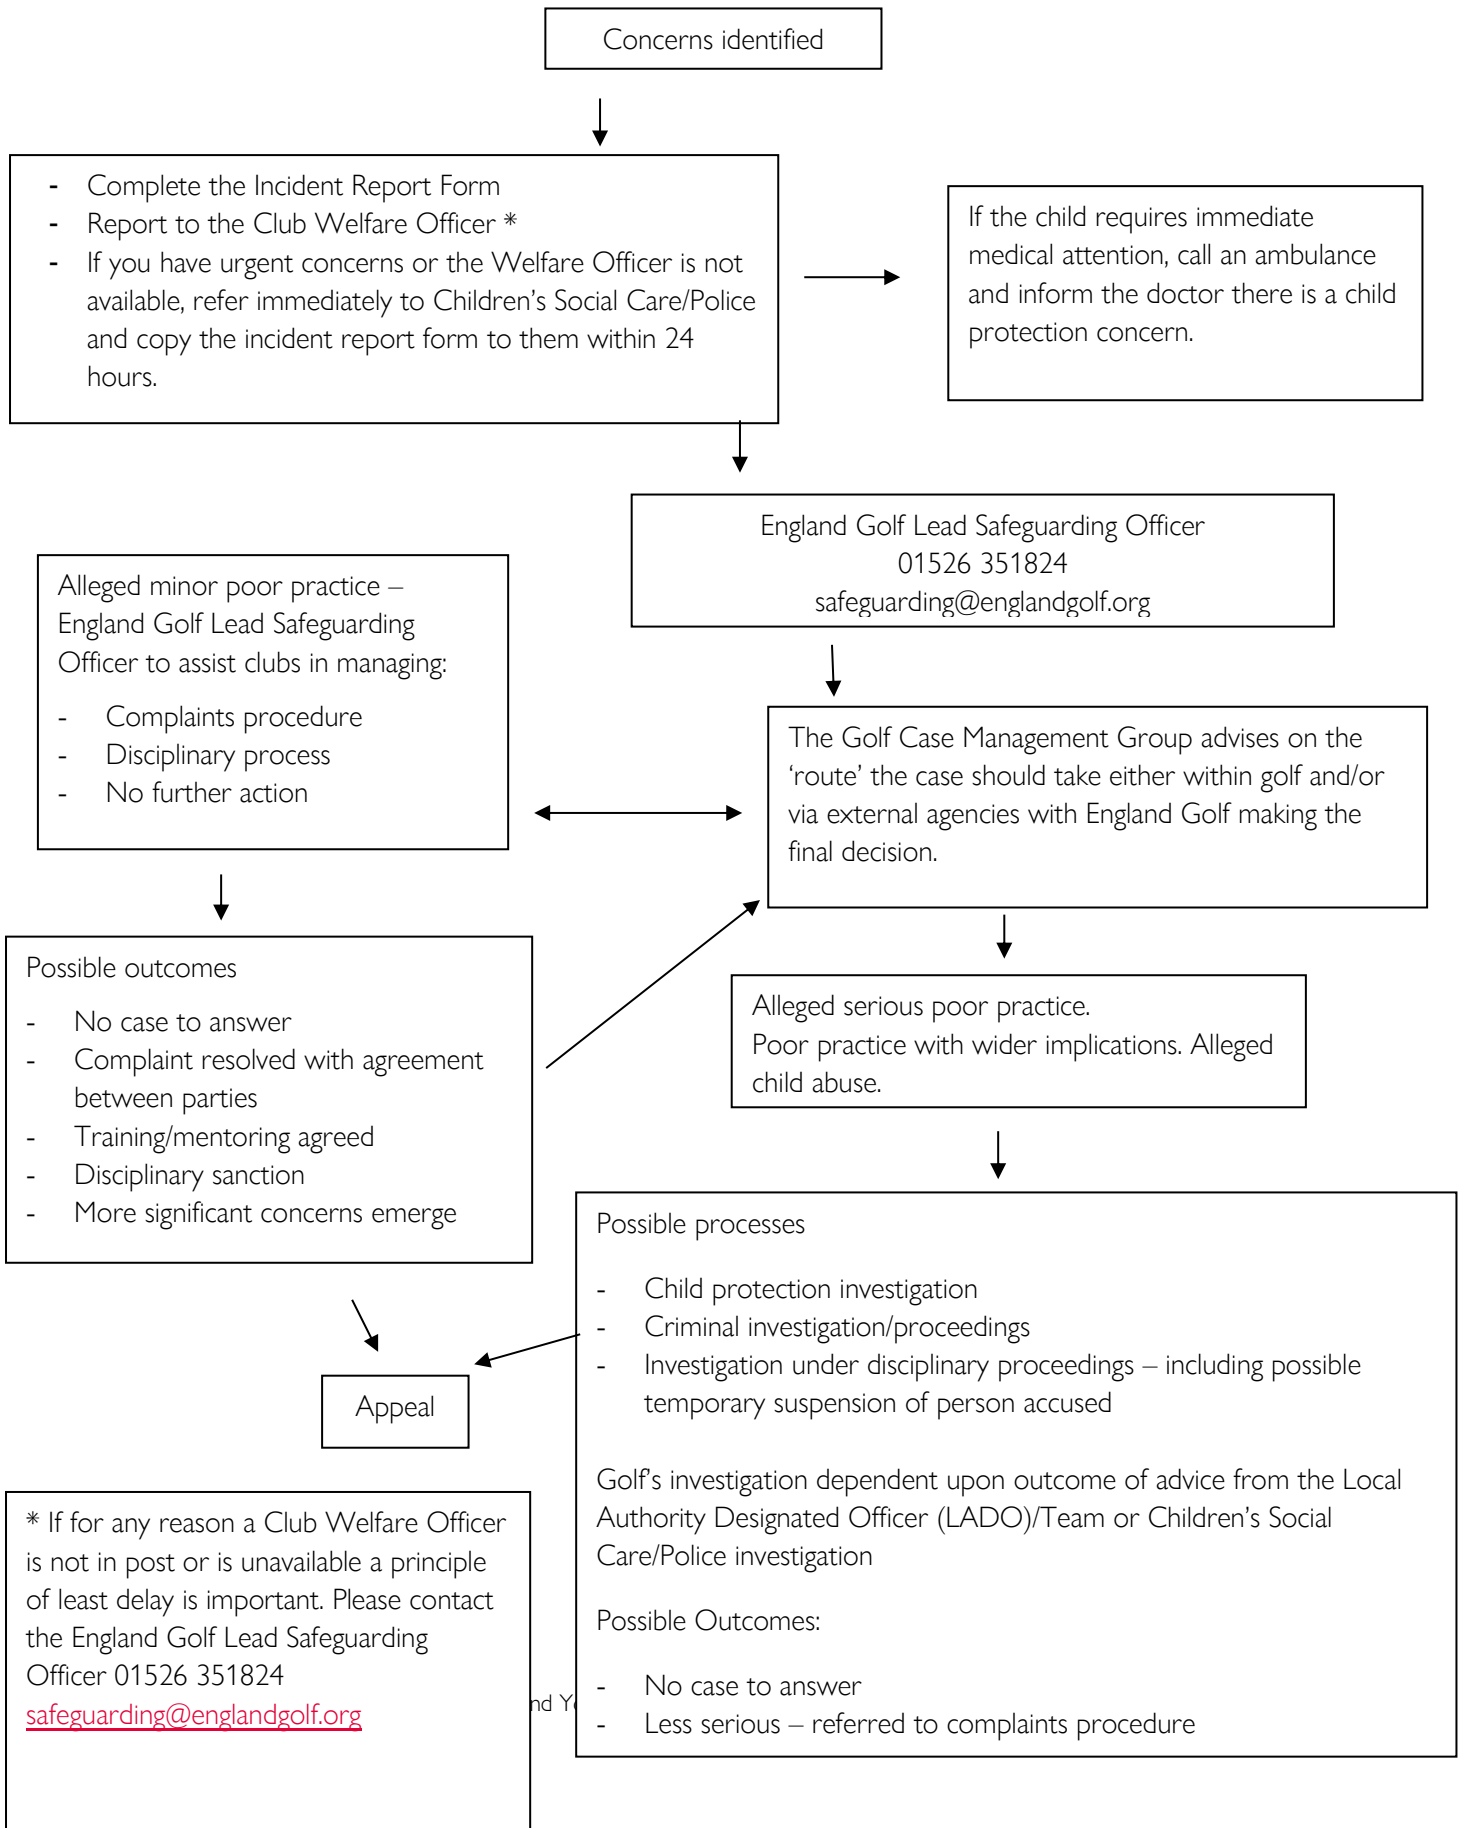 Concerns identified
- Complete the Incident Report Form
- Report to the Club Welfare Officer *
- If you have urgent concerns or the Welfare Officer is not
available, refer immediately to Children’s Social Care/Police
and copy the incident report form to them within 24
hours.
If the child requires immediate
medical attention, call an ambulance
and inform the doctor there is a child
protection concern.
England Golf Lead Safeguarding Officer
01526 351824
safeguarding@englandgolf.org
Alleged minor poor practice –
England Golf Lead Safeguarding
Officer to assist clubs in managing:
- Complaints procedure
- Disciplinary process
- No further action
The Golf Case Management Group advises on the
‘route’ the case should take either within golf and/or
via external agencies with England Golf making the
final decision.
Possible outcomes
- No case to answer
- Complaint resolved with agreement
between parties
- Training/mentoring agreed
- Disciplinary sanction
- More significant concerns emerge
Alleged serious poor practice.
Poor practice with wider implications. Alleged
child abuse.
Possible processes
- Child protection investigation
- Criminal investigation/proceedings
- Investigation under disciplinary proceedings – including possible
temporary suspension of person accused
Golf’s investigation dependent upon outcome of advice from the Local
Authority Designated Officer (LADO)/Team or Children’s Social
Care/Police investigation
Possible Outcomes:
- No case to answer
- Less serious – referred to complaints procedure
Appeal
* If for any reason a Club Welfare Officer
is not in post or is unavailable a principle
of least delay is important. Please contact
the England Golf Lead Safeguarding
Officer 01526 351824
safeguarding@englandgolf.org